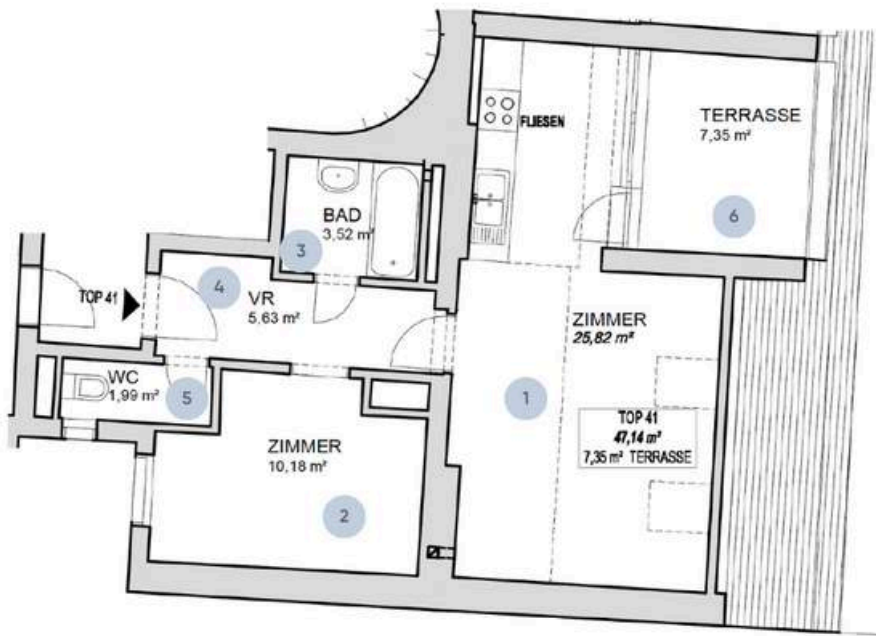 TERRASSE
7,35 m²
6
FLIESEN
BAD
3,52 m²
3
4
VR
5,63 m²
TOP 41
ZIMMER
25,82 m²
1
TOP 41
47,14 m²
7,35 m² TERRASSE
WC
1,99 m²
5
ZIMMER
10,18 m²
2